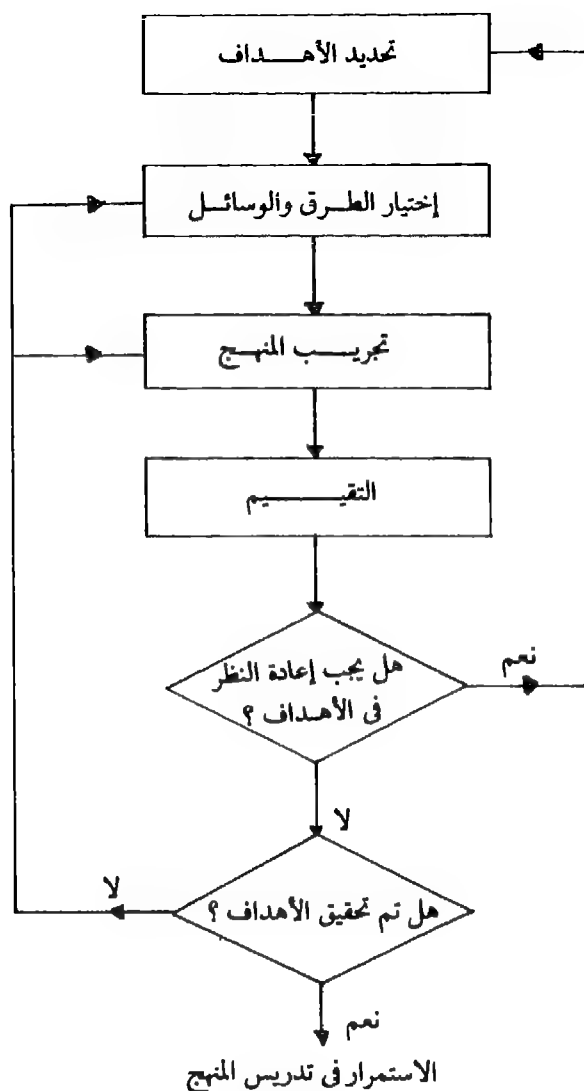 تحديد الأهداف
إختيار الطرق والوسائل
تجريب المنهج
التقييم
هل يجب إعادة النظر
فى الأهداف ؟
نعم
لا
هل تم تحقيق الأهداف ؟
لا
نعم
الاستمرار فى تدريس المنهج